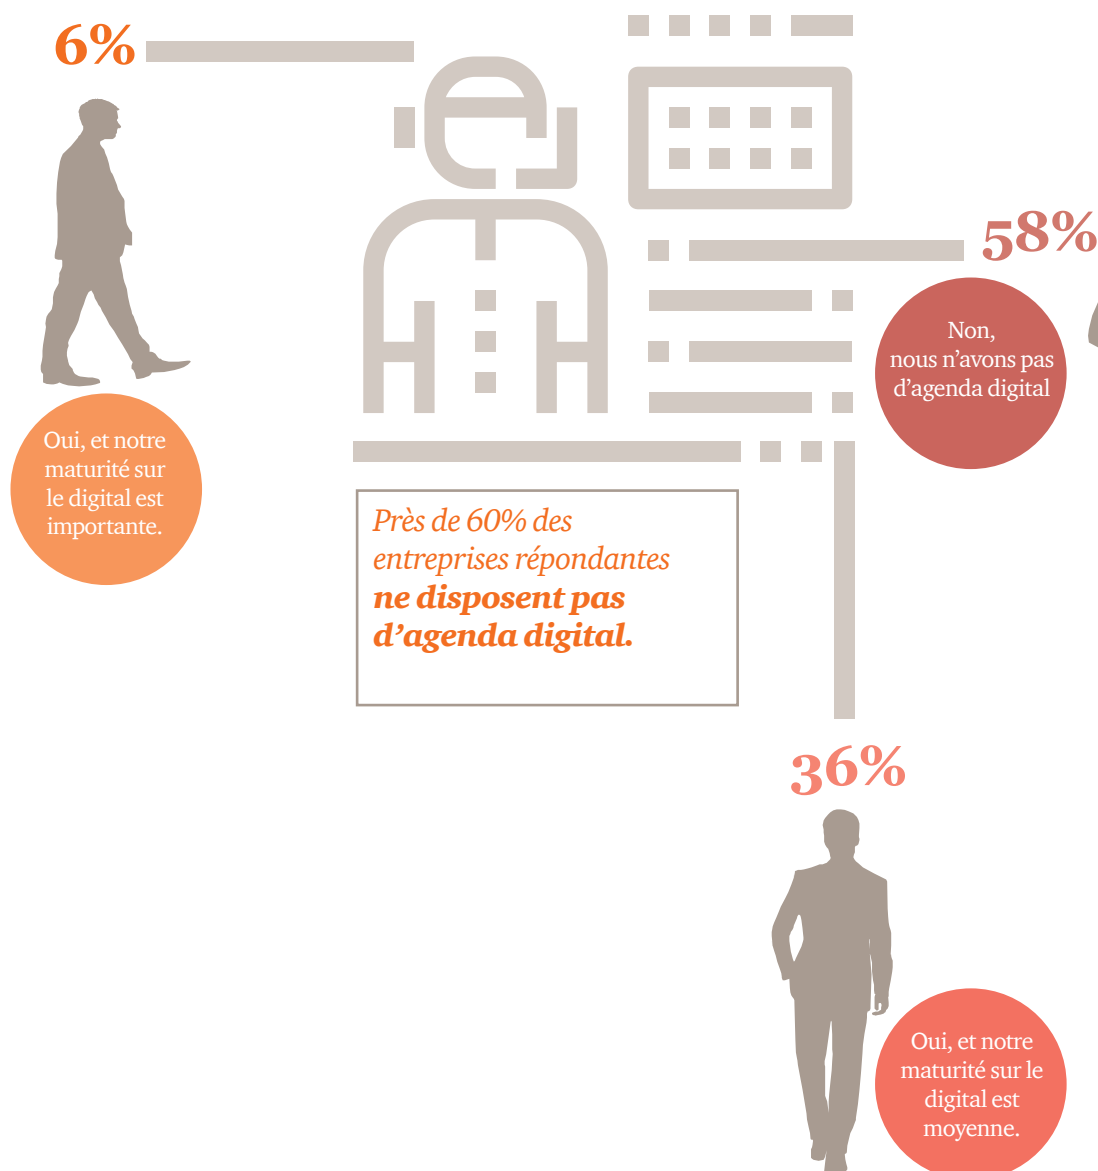 6%
58%
Non,
nous n’avons pas
d’agenda digital
Oui, et notre
maturité sur
le digital est
importante.
Près de 60% des
entreprises répondantes
ne disposent pas
d’agenda digital.
36%
Oui, et notre
maturité sur le
digital est
moyenne.